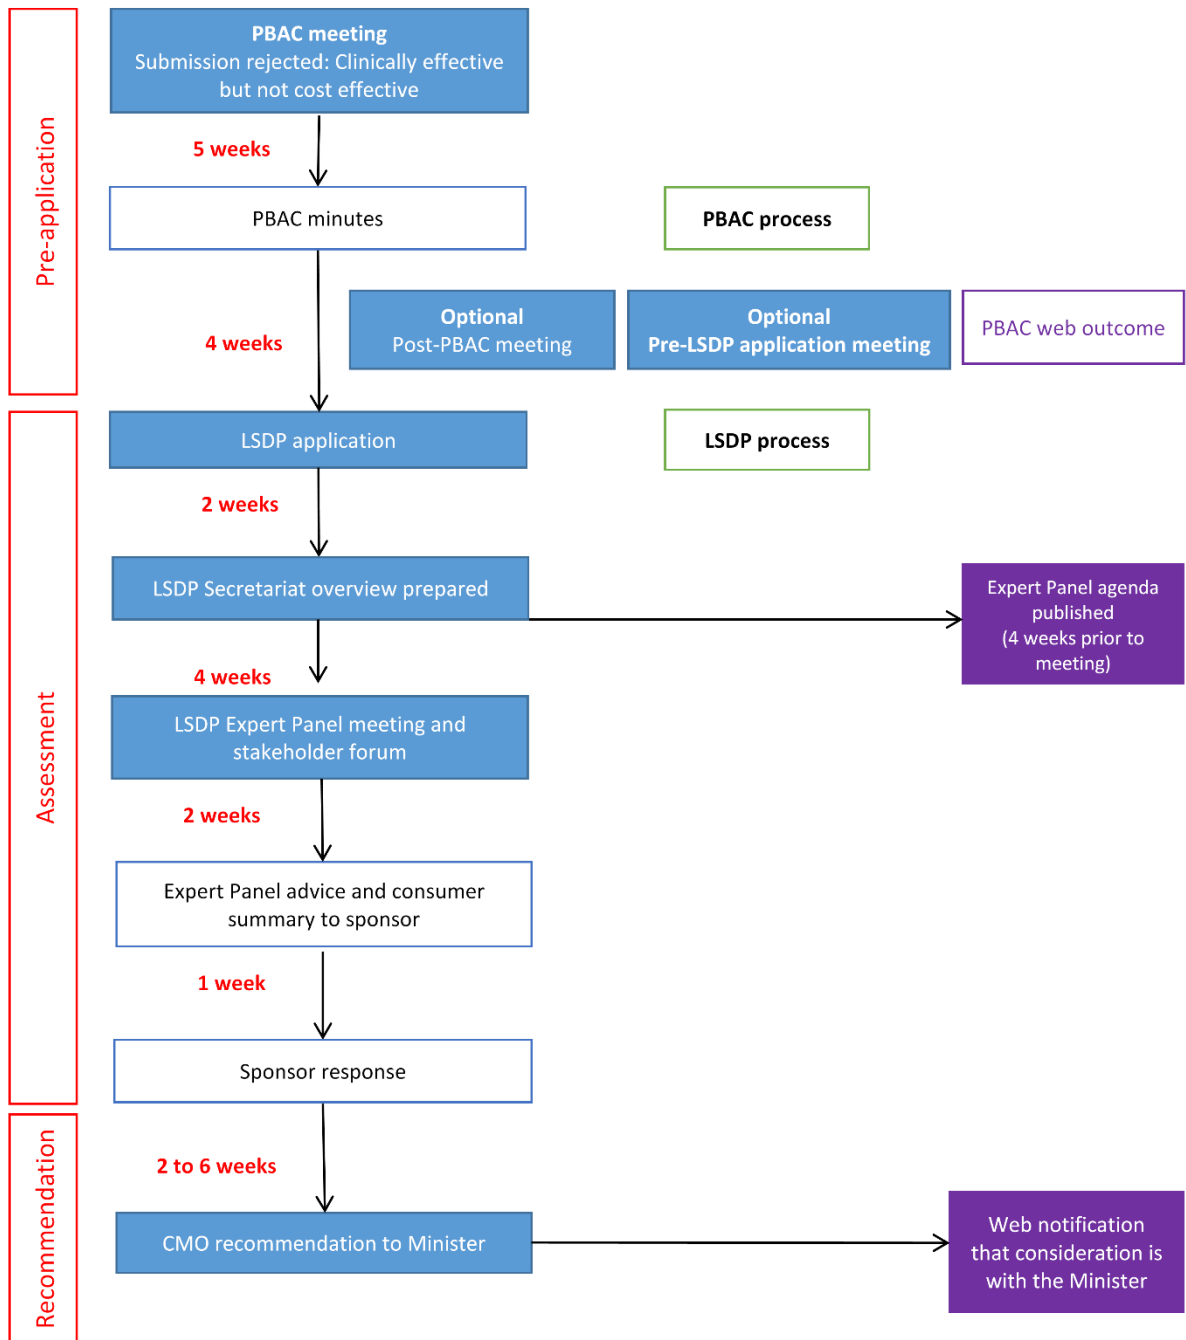 Pre-application
PBAC meeting
Submission rejected: Clinically effective
but not cost effective
5 weeks
PBAC minutes
PBAC process
4 weeks
Optional
Post-PBAC meeting
Optional
Pre-LSDP application meeting
PBAC web outcome
Assessment
LSDP application
LSDP process
2 weeks
LSDP Secretariat overview prepared
Expert Panel agenda
published
(4 weeks prior to
meeting)
4 weeks
LSDP Expert Panel meeting and
stakeholder forum
2 weeks
Expert Panel advice and consumer
summary to sponsor
1 week
Sponsor response
Recommendation
2 to 6 weeks
CMO recommendation to Minister
Web notification
that consideration is
with the Minister